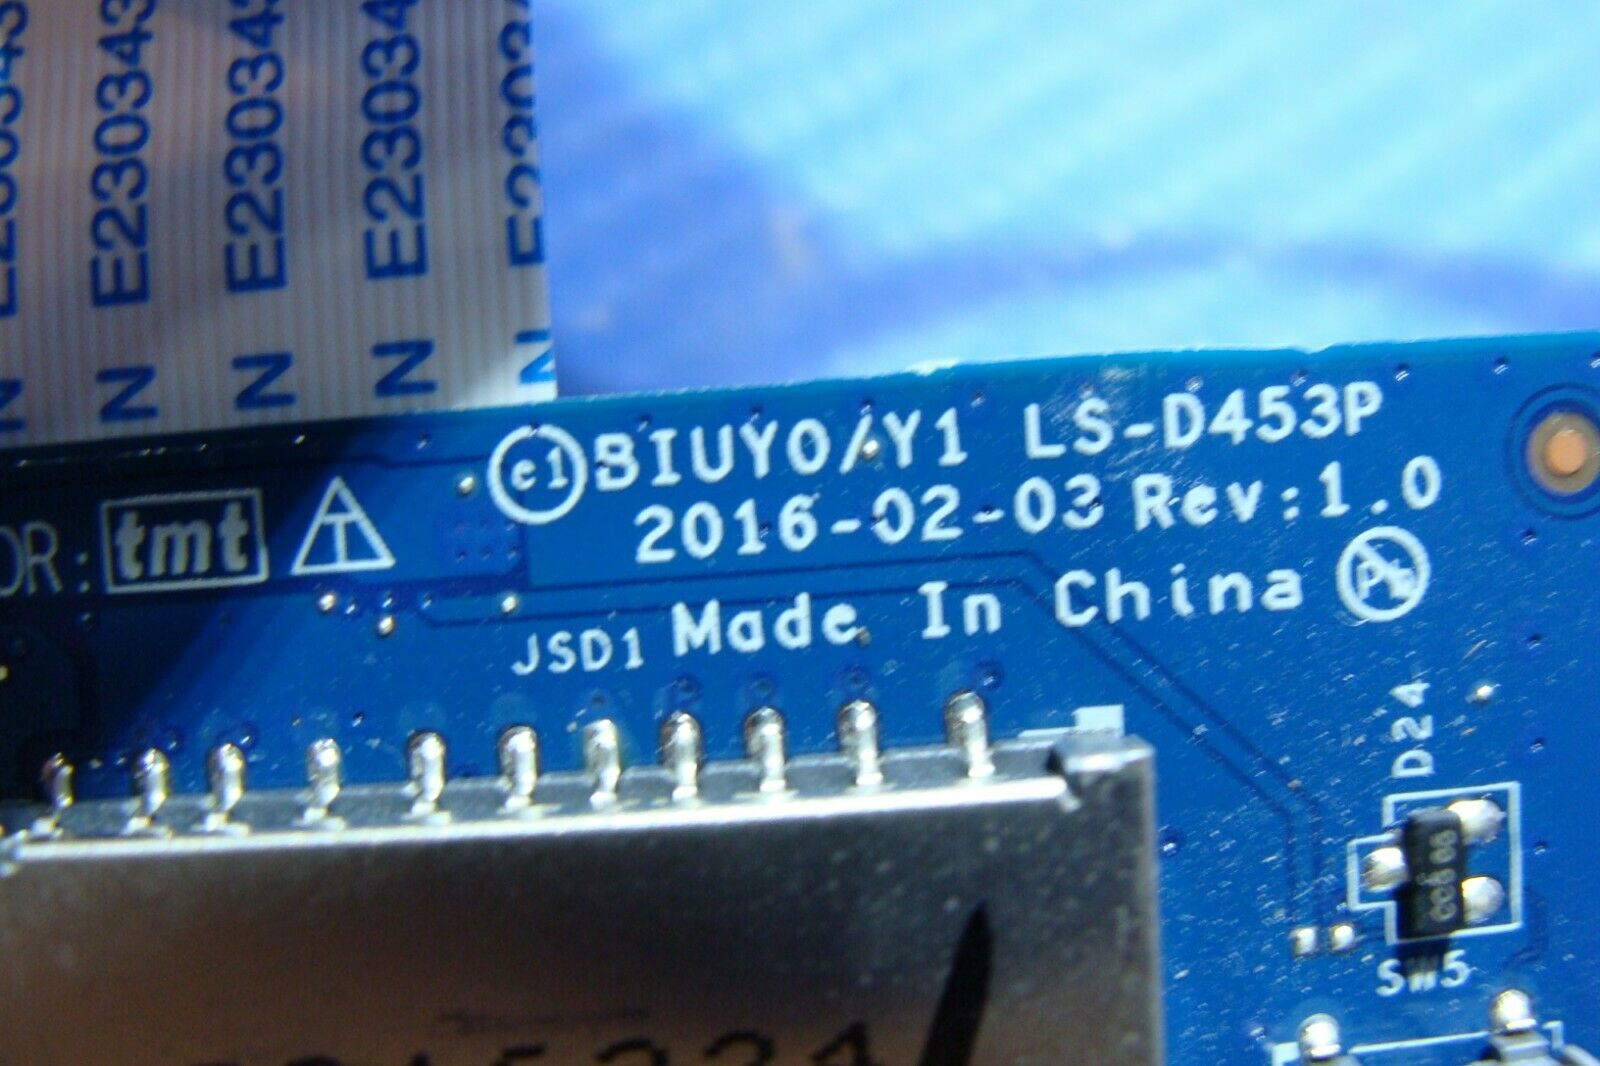 E230343
E230343
E230343
N
N
N
N
N
e1 BIUY0/Y1 LS-D453P
2016-02-03 Rev:1.0
OR: tmt T
JSD1 Made In China
D24
SW5